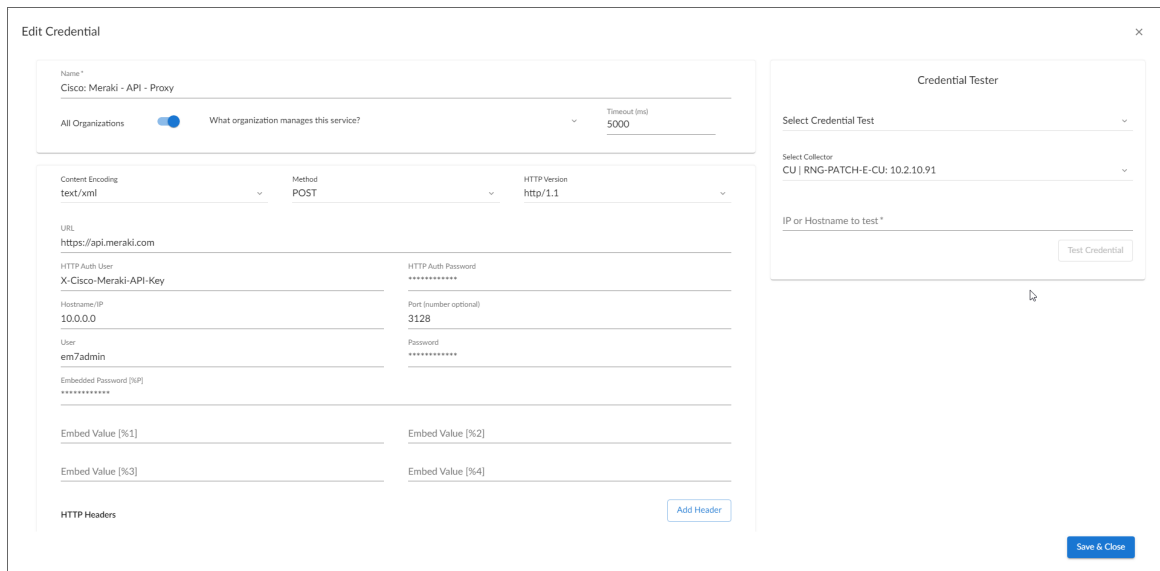 Edit Credential
Name*
Cisco: Meraki - API - Proxy
All Organizations
What organization manages this service?
Timeout (ms)
5000
Content Encoding
text/xml
Method
POST
HTTP Version
http/1.1
URL
https://api.meraki.com
HTTP Auth User
X-Cisco-Meraki-API-Key
HTTP Auth Password
************
Hostname/IP
10.0.0.0
Port (number optional)
3128
User
em7admin
Password
************
Embedded Password [%P]
************
Embed Value [%1]
Embed Value [%2]
Embed Value [%3]
Embed Value [%4]
HTTP Headers
Add Header
Credential Tester
Select Credential Test
Select Collector
CU | RNG-PATCH-E-CU: 10.2.10.91
IP or Hostname to test*
Test Credential
Save & Close